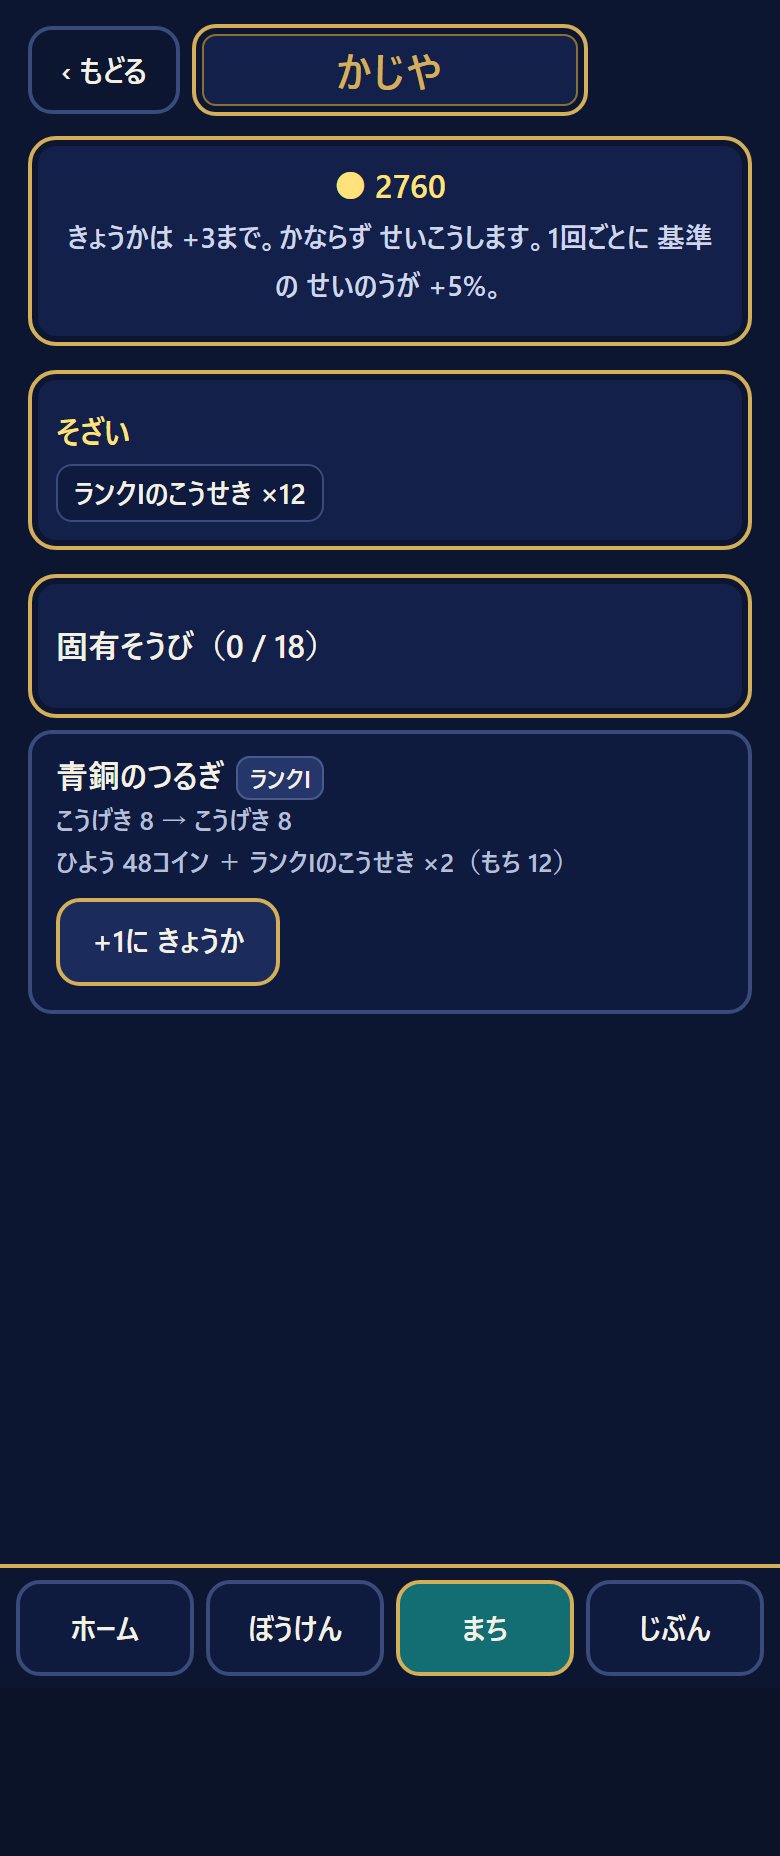 ‹ もどる
かじや
2760
きょうかは +3まで。かならず せいこうします。1回ごとに 基準
の せいのうが +5%。
そざい
ランクIのこうせき ×12
固有そうび（0 / 18）
青銅のつるぎ ランクI
こうげき 8 → こうげき 8
ひよう 48コイン ＋ ランクIのこうせき ×2（もち 12）
+1に きょうか
ホーム
ぼうけん
まち
じぶん